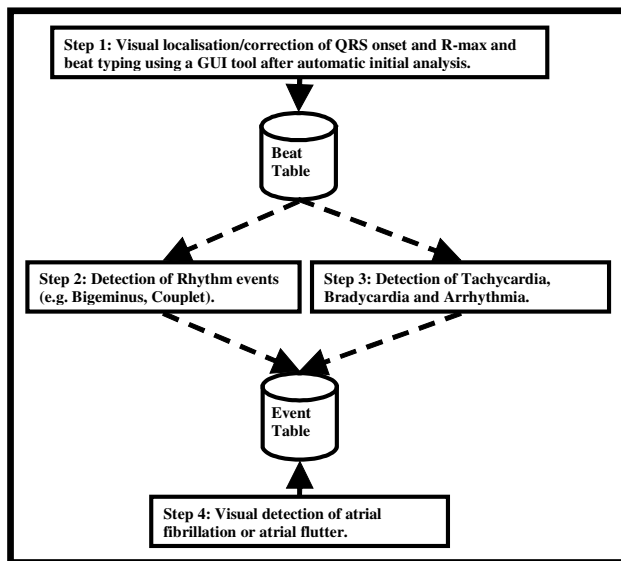 Step 1: Visual localisation/correction of QRS onset and R-max and
beat typing using a GUI tool after automatic initial analysis.
Beat
Table
Step 2: Detection of Rhythm events
(e.g. Bigeminus, Couplet).
Step 3: Detection of Tachycardia,
Bradycardia and Arrhythmia.
Event
Table
Step 4: Visual detection of atrial
fibrillation or atrial flutter.